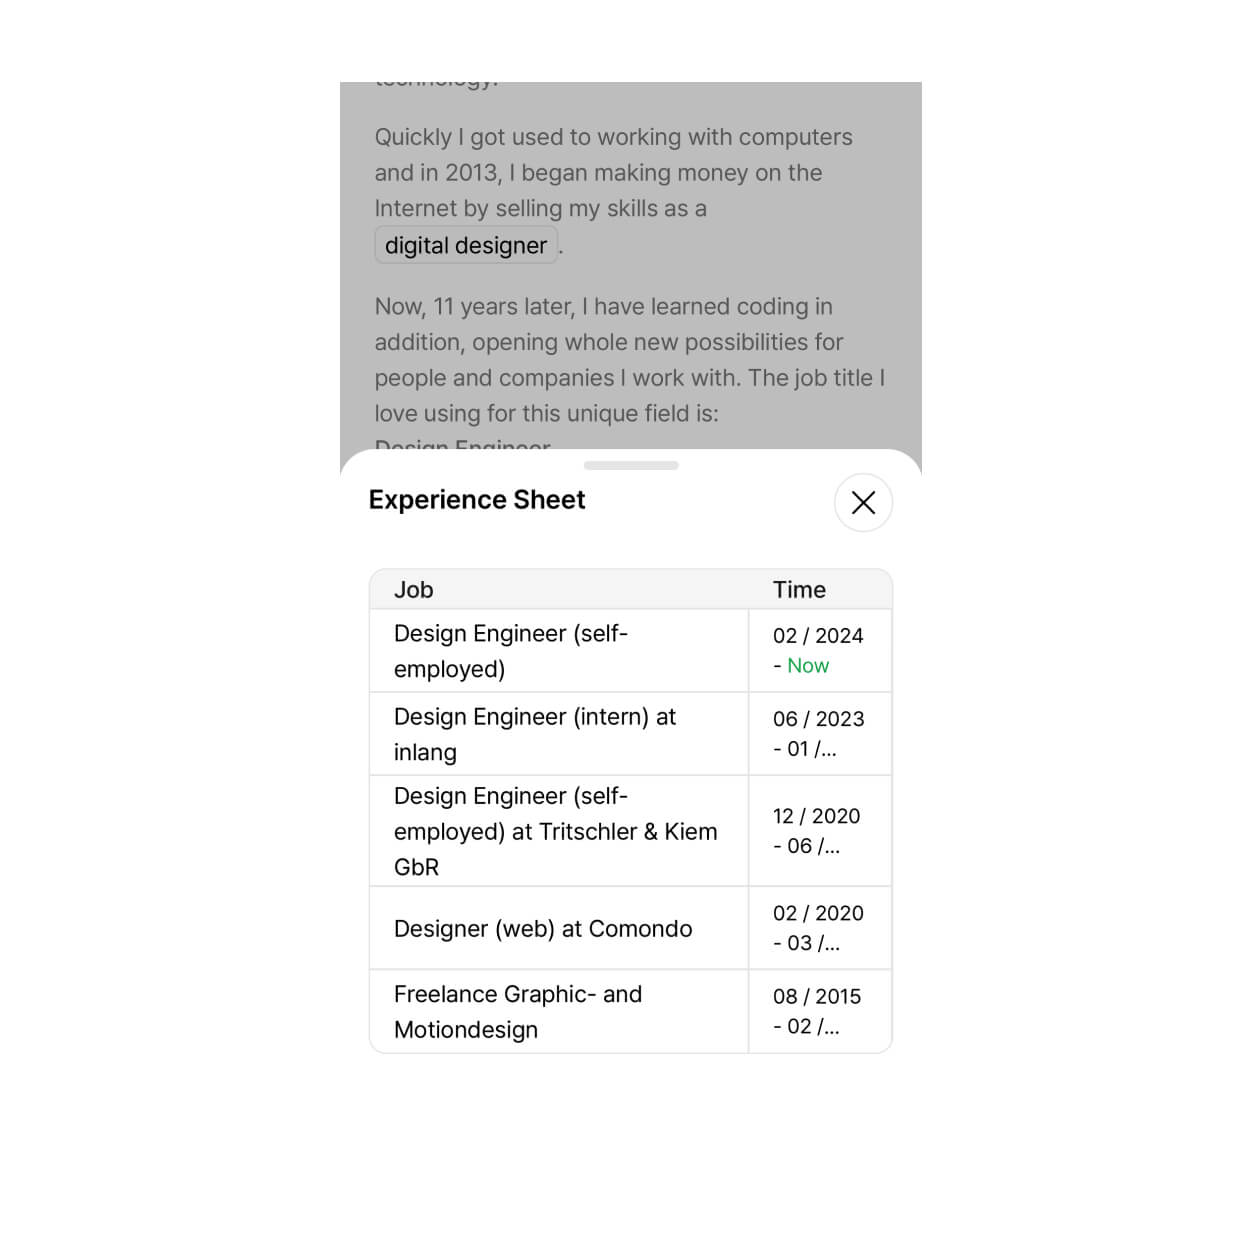 technology.
Quickly I got used to working with computers
and in 2013, I began making money on the
Internet by selling my skills as a
digital designer.
Now, 11 years later, I have learned coding in
addition, opening whole new possibilities for
people and companies I work with. The job title I
love using for this unique field is:
Design Engineer
Experience Sheet
Job Time
Design Engineer (self-
employed)
02 / 2024
- Now
Design Engineer (intern) at
inlang
06 / 2023
- 01 /...
Design Engineer (self-
employed) at Tritschler & Kiem
GbR
12 / 2020
- 06 /...
Designer (web) at Comondo
02 / 2020
- 03 /...
Freelance Graphic- and
Motiondesign
08 / 2015
- 02 /...